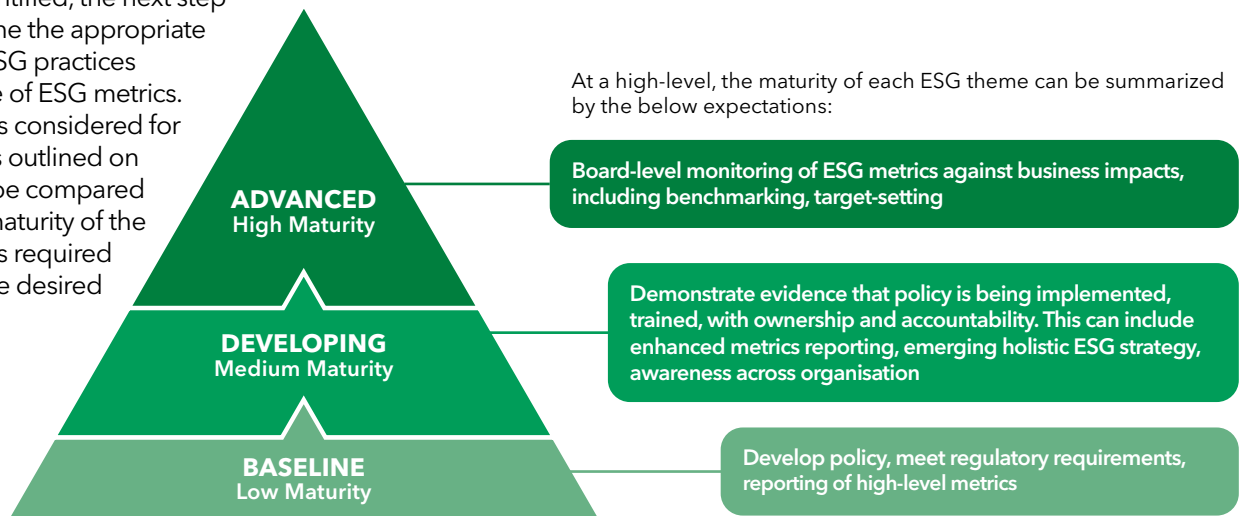 the next step
the appropriate
practices
of ESG metrics.
s considered for
outlined on
be compared
maturity of the
s required
desired
At a high-level, the maturity of each ESG theme can be summarized
by the below expectations:
ADVANCED
High Maturity
Board-level monitoring of ESG metrics against business impacts,
including benchmarking, target-setting
DEVELOPING
Medium Maturity
Demonstrate evidence that policy is being implemented,
trained, with ownership and accountability. This can include
enhanced metrics reporting, emerging holistic ESG strategy,
awareness across organisation
BASELINE
Low Maturity
Develop policy, meet regulatory requirements,
reporting of high-level metrics